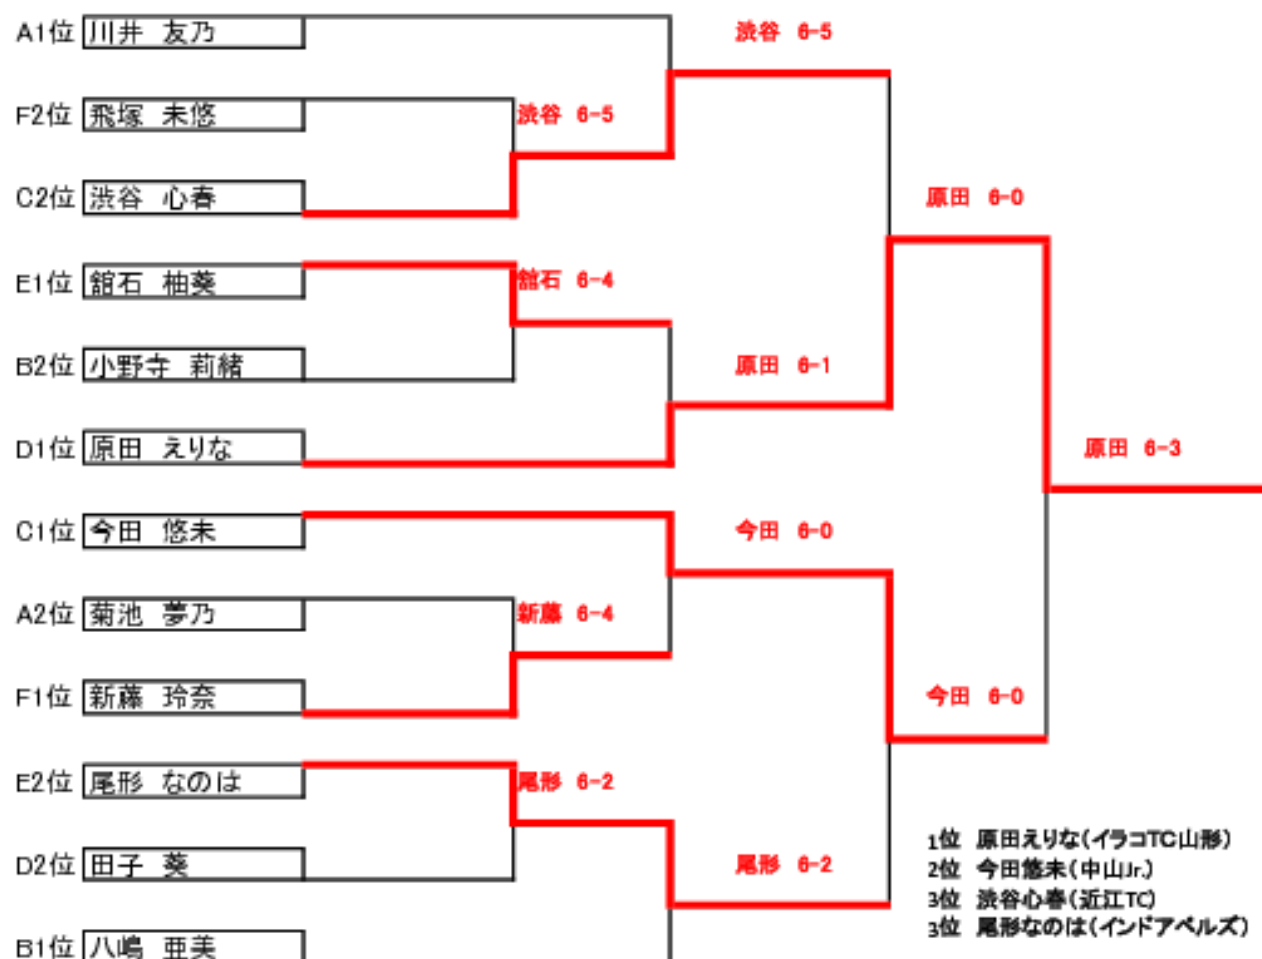 A1位 川井 友乃
渋谷 6-5
F2位 飛塚 未悠
渋谷 6-5
C2位 渋谷 心春
原田 6-0
E1位 舘石 柚葵
舘石 6-4
B2位 小野寺 莉緒
原田 6-1
D1位 原田 えりな
原田 6-3
C1位 今田 悠未
今田 6-0
A2位 菊池 夢乃
新藤 6-4
F1位 新藤 玲奈
今田 6-0
E2位 尾形 なのは
尾形 6-2
D2位 田子 葵
尾形 6-2
B1位 八嶋 亜美
1位 原田えりな(イラコTC山形)
2位 今田悠未(中山Jr.)
3位 渋谷心春(近江TC)
3位 尾形なのは(インドアベルズ)